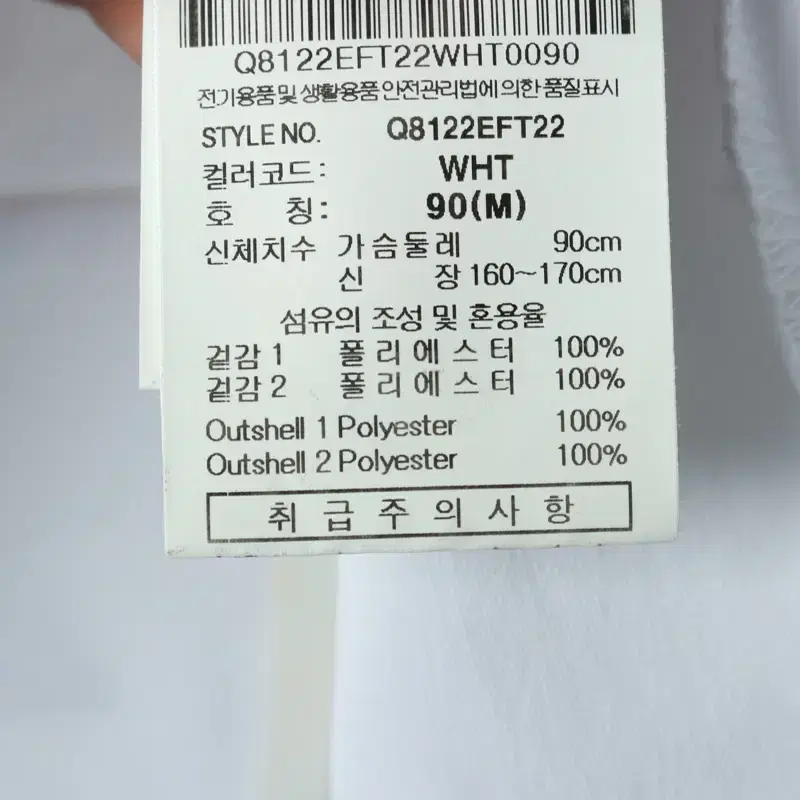 Q8122EFT22WHT0090
전기용품 및 생활용품 안전관리법에 의한 품질표시
STYLE NO. Q8122EFT22
컬러코드: WHT
호 칭: 90(M)
신체치수 가슴둘레 90cm
신 장 160~170cm
섬유의 조성 및 혼용율
겉감 1 폴리에스터 100%
겉감 2 폴리에스터 100%
Outshell 1 Polyester 100%
Outshell 2 Polyester 100%
취급주의사항